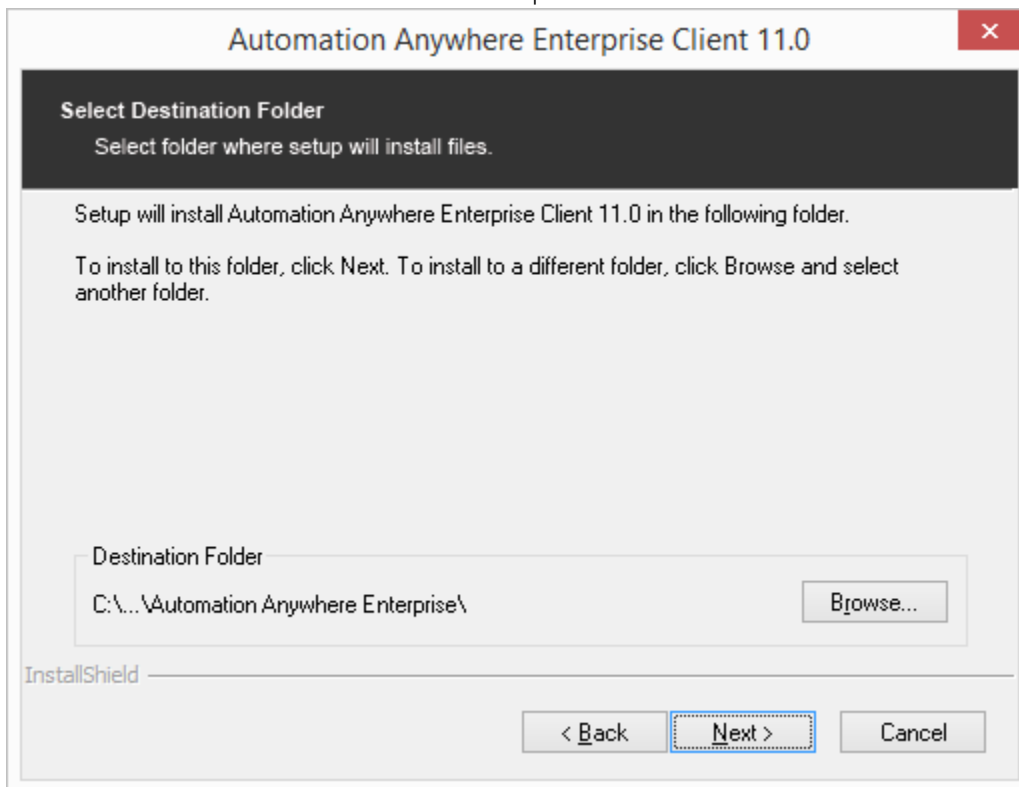 Automation Anywhere Enterprise Client 11.0
Select Destination Folder
Select folder where setup will install files.
Setup will install Automation Anywhere Enterprise Client 11.0 in the following folder.
To install to this folder, click Next. To install to a different folder, click Browse and select
another folder.
Destination Folder
C:\...\Automation Anywhere Enterprise\
Browse...
InstallShield
< Back
Next >
Cancel